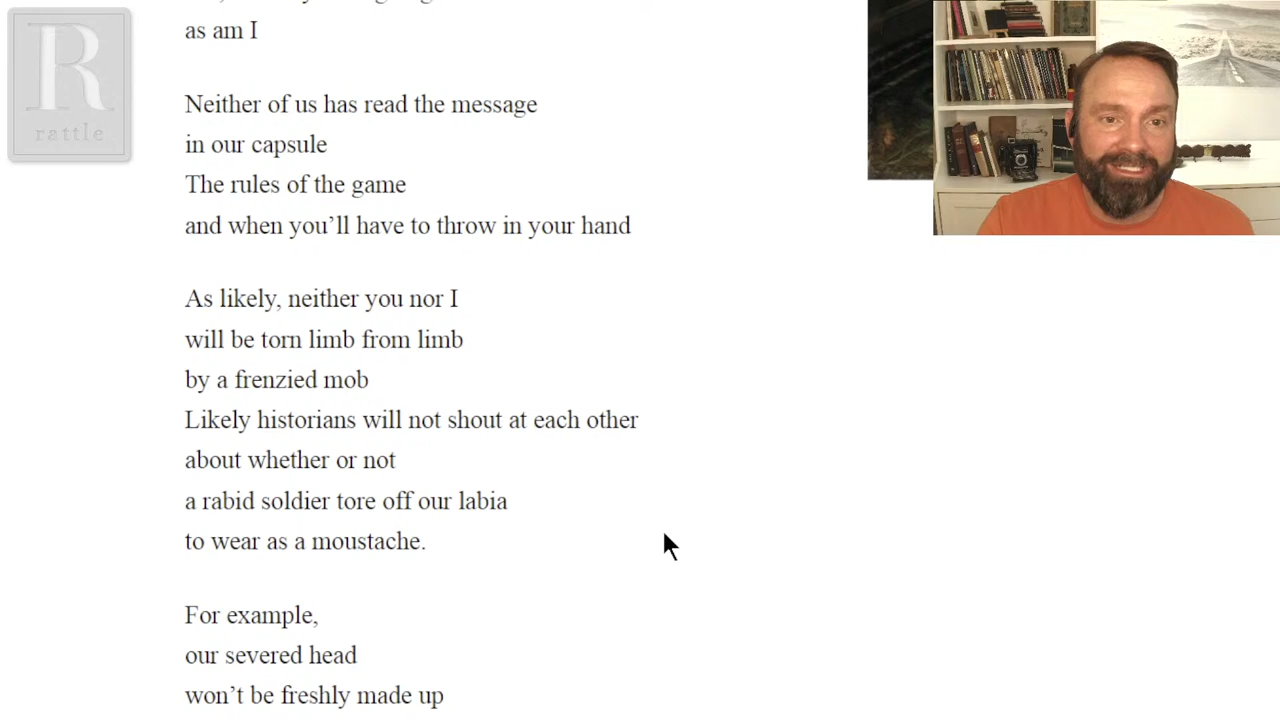 R
rattle
as am I
Neither of us has read the message
in our capsule
The rules of the game
and when you’ll have to throw in your hand
As likely, neither you nor I
will be torn limb from limb
by a frenzied mob
Likely historians will not shout at each other
about whether or not
a rabid soldier tore off our labia
to wear as a moustache.
For example,
our severed head
won’t be freshly made up